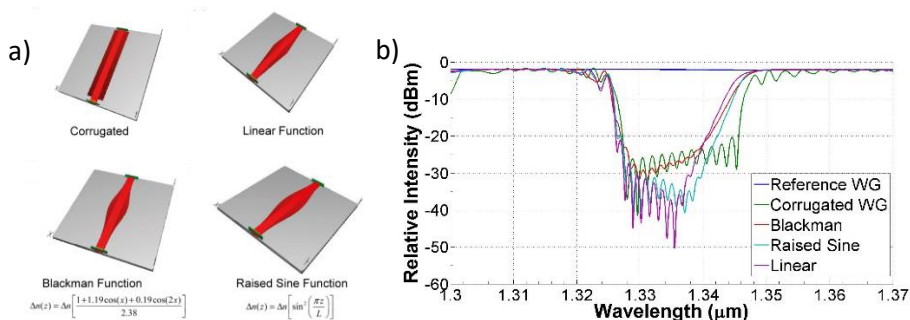 a)
Corrugated
Linear Function
Blackman Function
Δn(z) = Δn[(1+1.19cos(x)+0.19cos(2x))/2.38]
Raised Sine Function
Δn(z) = Δn[sin²(πz/L)]
b)
Relative Intensity (dBm)
0
-10
-20
-30
-40
-50
-60
1.3
1.31
1.32
1.33
1.34
1.35
1.36
1.37
Wavelength (µm)
Reference WG
Corrugated WG
Blackman
Raised Sine
Linear